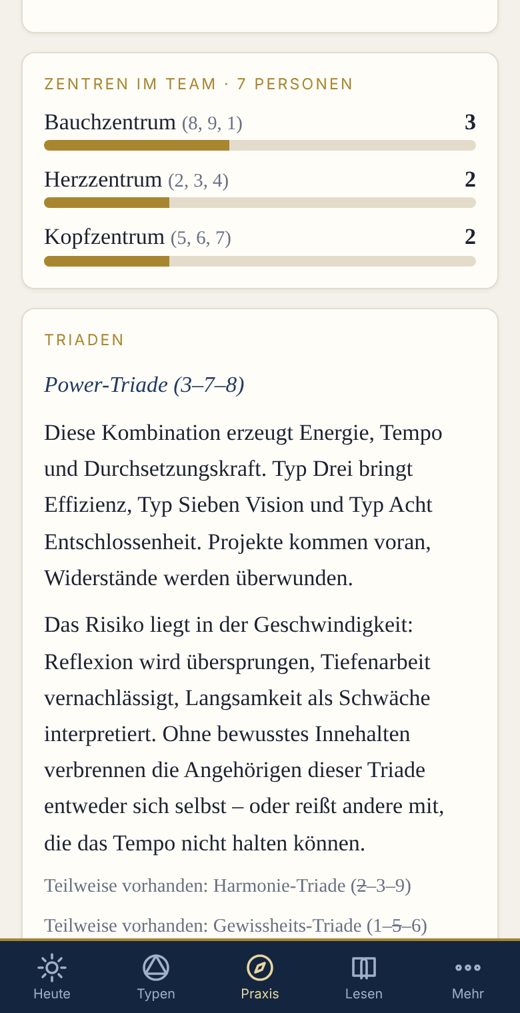 ZENTREN IM TEAM · 7 PERSONEN
Bauchzentrum (8, 9, 1) 3
Herzzentrum (2, 3, 4) 2
Kopfzentrum (5, 6, 7) 2
TRIADEN
Power-Triade (3–7–8)
Diese Kombination erzeugt Energie, Tempo
und Durchsetzungskraft. Typ Drei bringt
Effizienz, Typ Sieben Vision und Typ Acht
Entschlossenheit. Projekte kommen voran,
Widerstände werden überwunden.
Das Risiko liegt in der Geschwindigkeit:
Reflexion wird übersprungen, Tiefenarbeit
vernachlässigt, Langsamkeit als Schwäche
interpretiert. Ohne bewusstes Innehalten
verbrennen die Angehörigen dieser Triade
entweder sich selbst – oder reißt andere mit,
die das Tempo nicht halten können.
Teilweise vorhanden: Harmonie-Triade (2–3–9)
Teilweise vorhanden: Gewissheits-Triade (1–5–6)
Heute Typen Praxis Lesen Mehr